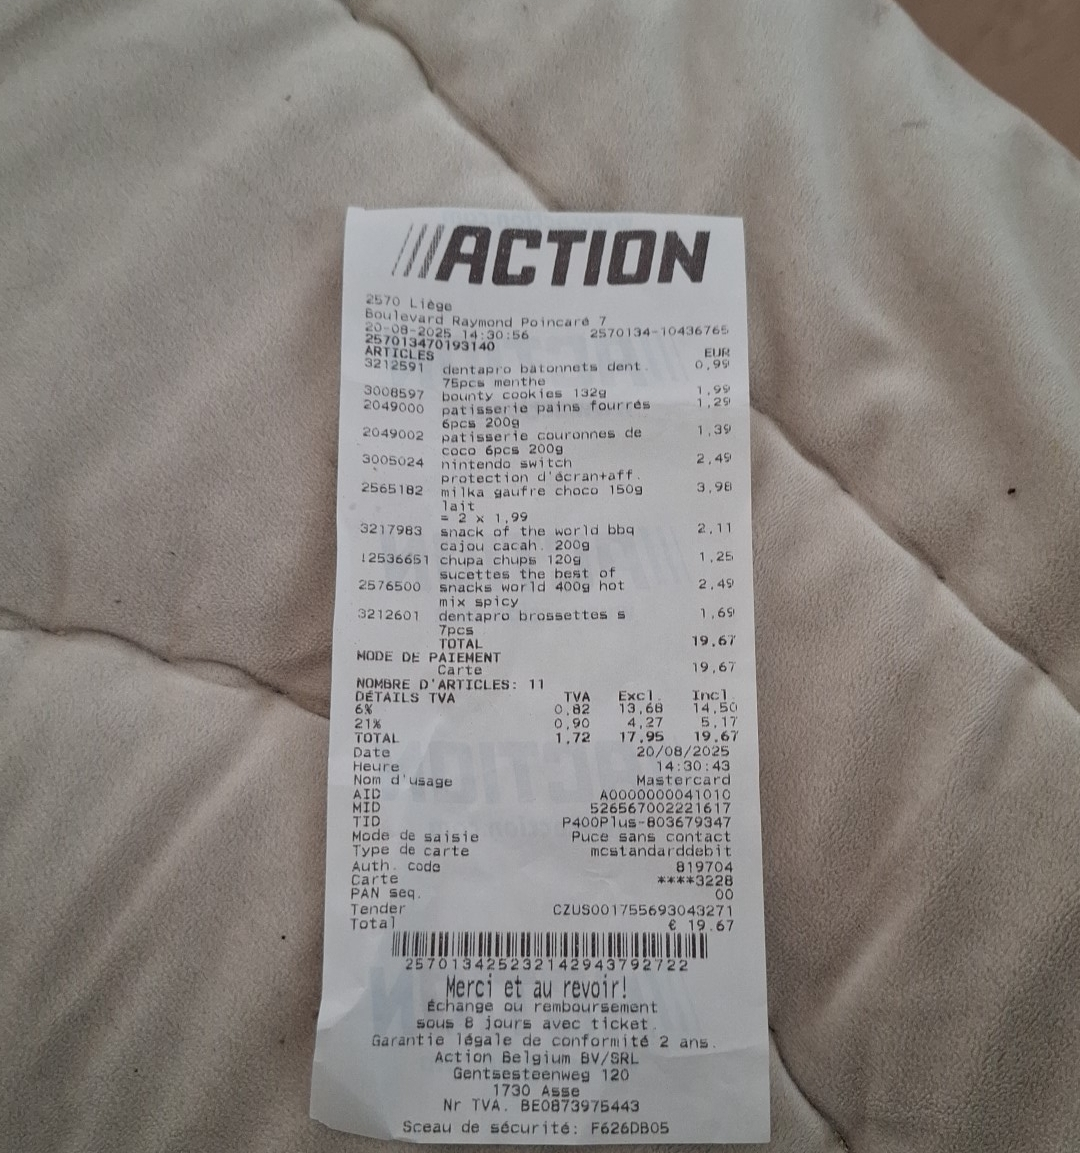 ///ACTION
2570 Liège
Boulevard Raymond Poincaré 7
20-08-2025 14:30:56 2570134-10436765
257013470193140
ARTICLES EUR
3212591 dentapro bâtonnets dent. 0,99
75pcs menthe
3008597 bounty cookies 132g 1,99
2049000 patisserie pains fourrés 1,29
6pcs 200g
2049002 patisserie couronnes de 1,39
coco 6pcs 200g
3005024 nintendo switch 2,49
protection d'écran+aff.
2565182 milka gaufre choco 150g 3,98
lait
= 2 x 1,99
3217983 snack of the world bbq 2,11
cajou cacah. 200g
12536651 chupa chups 120g 1,25
sucettes the best of
2576500 snacks world 400g hot 2,49
mix spicy
3212601 dentapro brossettes s 1,69
7pcs
TOTAL 19,67
MODE DE PAIEMENT
Carte 19,67
NOMBRE D'ARTICLES: 11
DÉTAILS TVA TVA Excl. Incl.
6% 0,82 13,68 14,50
21% 0,90 4,27 5,17
TOTAL 1,72 17,95 19,67
Date 20/08/2025
Heure 14:30:43
Nom d'usage Mastercard
AID A0000000041010
MID 526567002221617
TID P400Plus-803679347
Mode de saisie Puce sans contact
Type de carte mcstandarddebit
Auth. code 819704
Carte ****3228
PAN seq. 00
Tender CZUS001755693043271
Total € 19.67
257013425232142943792722
Merci et au revoir!
Échange ou remboursement
sous 8 jours avec ticket.
Garantie légale de conformité 2 ans.
Action Belgium BV/SRL
Gentsesteenweg 120
1730 Asse
Nr TVA. BE0873975443
Sceau de sécurité: F626DB05